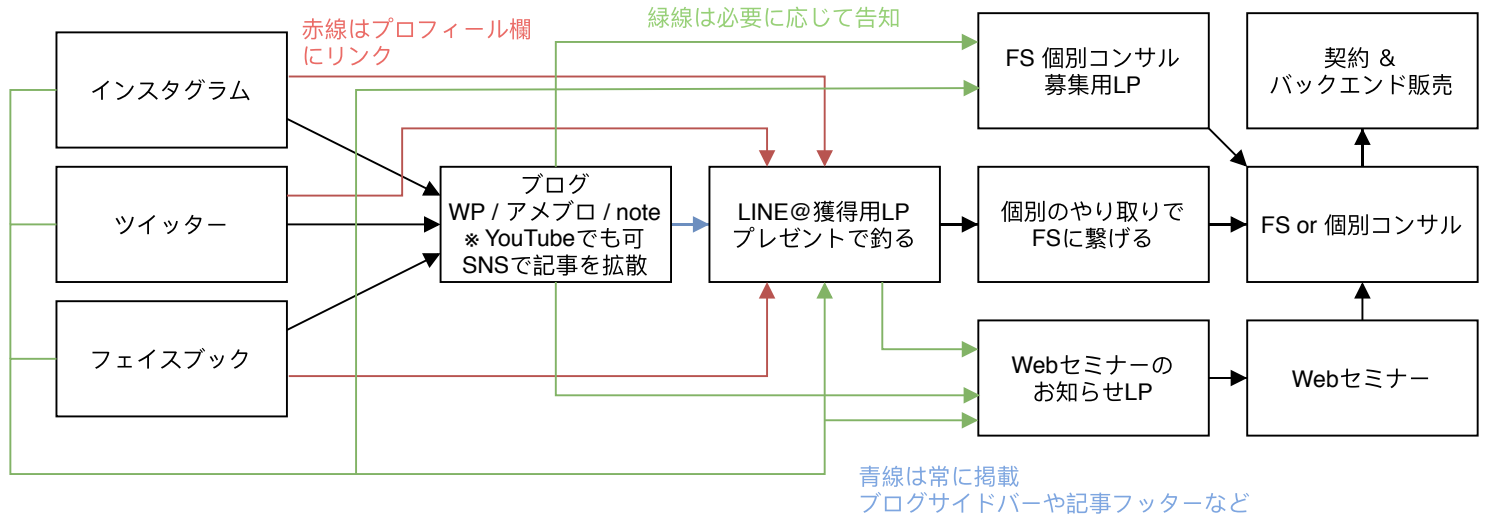 赤線はプロフィール欄
にリンク
緑線は必要に応じて告知
インスタグラム
ツイッター
フェイスブック
ブログ
WP / アメブロ / note
※ YouTubeでも可
SNSで記事を拡散
LINE@獲得用LP
プレゼントで釣る
FS 個別コンサル
募集用LP
契約 &
バックエンド販売
個別のやり取りで
FSに繋げる
FS or 個別コンサル
Webセミナーの
お知らせLP
Webセミナー
青線は常に掲載
ブログサイドバーや記事フッターなど